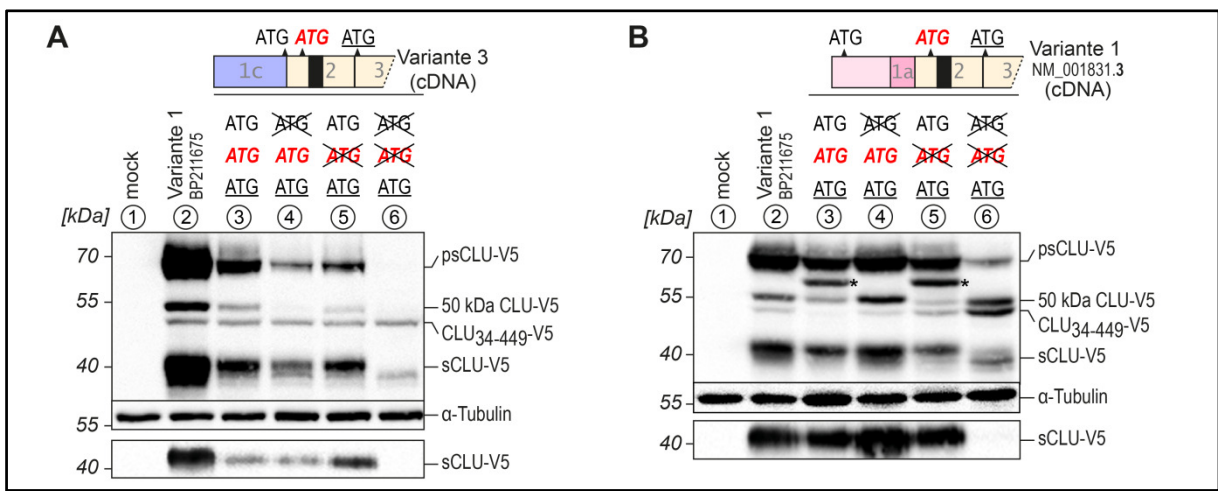 A
ATG ATG ATG
1c 2 3
Variante 3
(cDNA)
mock
Variante 1
BP211675
ATG ATG ATG ATG
ATG ATG ATG ATG
ATG ATG ATG ATG
[kDa] 1 2 3 4 5 6
70
55
40
55
40
psCLU-V5
50 kDa CLU-V5
CLU34-449-V5
sCLU-V5
α-Tubulin
sCLU-V5
B
ATG ATG ATG
1a 2 3
Variante 1
NM_001831.3
(cDNA)
mock
Variante 1
BP211675
ATG ATG ATG ATG
ATG ATG ATG ATG
ATG ATG ATG ATG
[kDa] 1 2 3 4 5 6
70
55
40
55
40
* *
psCLU-V5
50 kDa CLU-V5
CLU34-449-V5
sCLU-V5
α-Tubulin
sCLU-V5